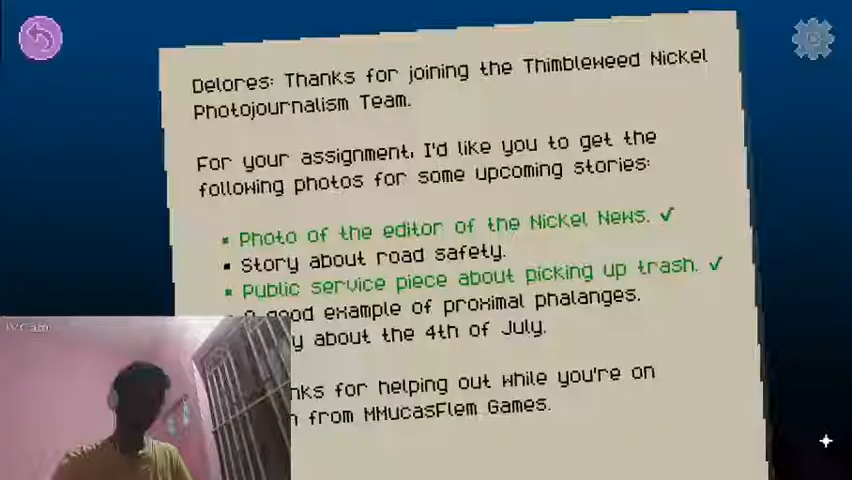 Delores: Thanks for joining the Thimbleweed Nickel
Photojournalism Team.
For your assignment, I'd like you to get the
following photos for some upcoming stories:
▪ Photo of the editor of the Nickel News. ✓
▪ Story about road safety.
▪ Public service piece about picking up trash. ✓
good example of proximal phalanges.
about the 4th of July.
for helping out while you're on
from MMucasFlem Games.
iVCam